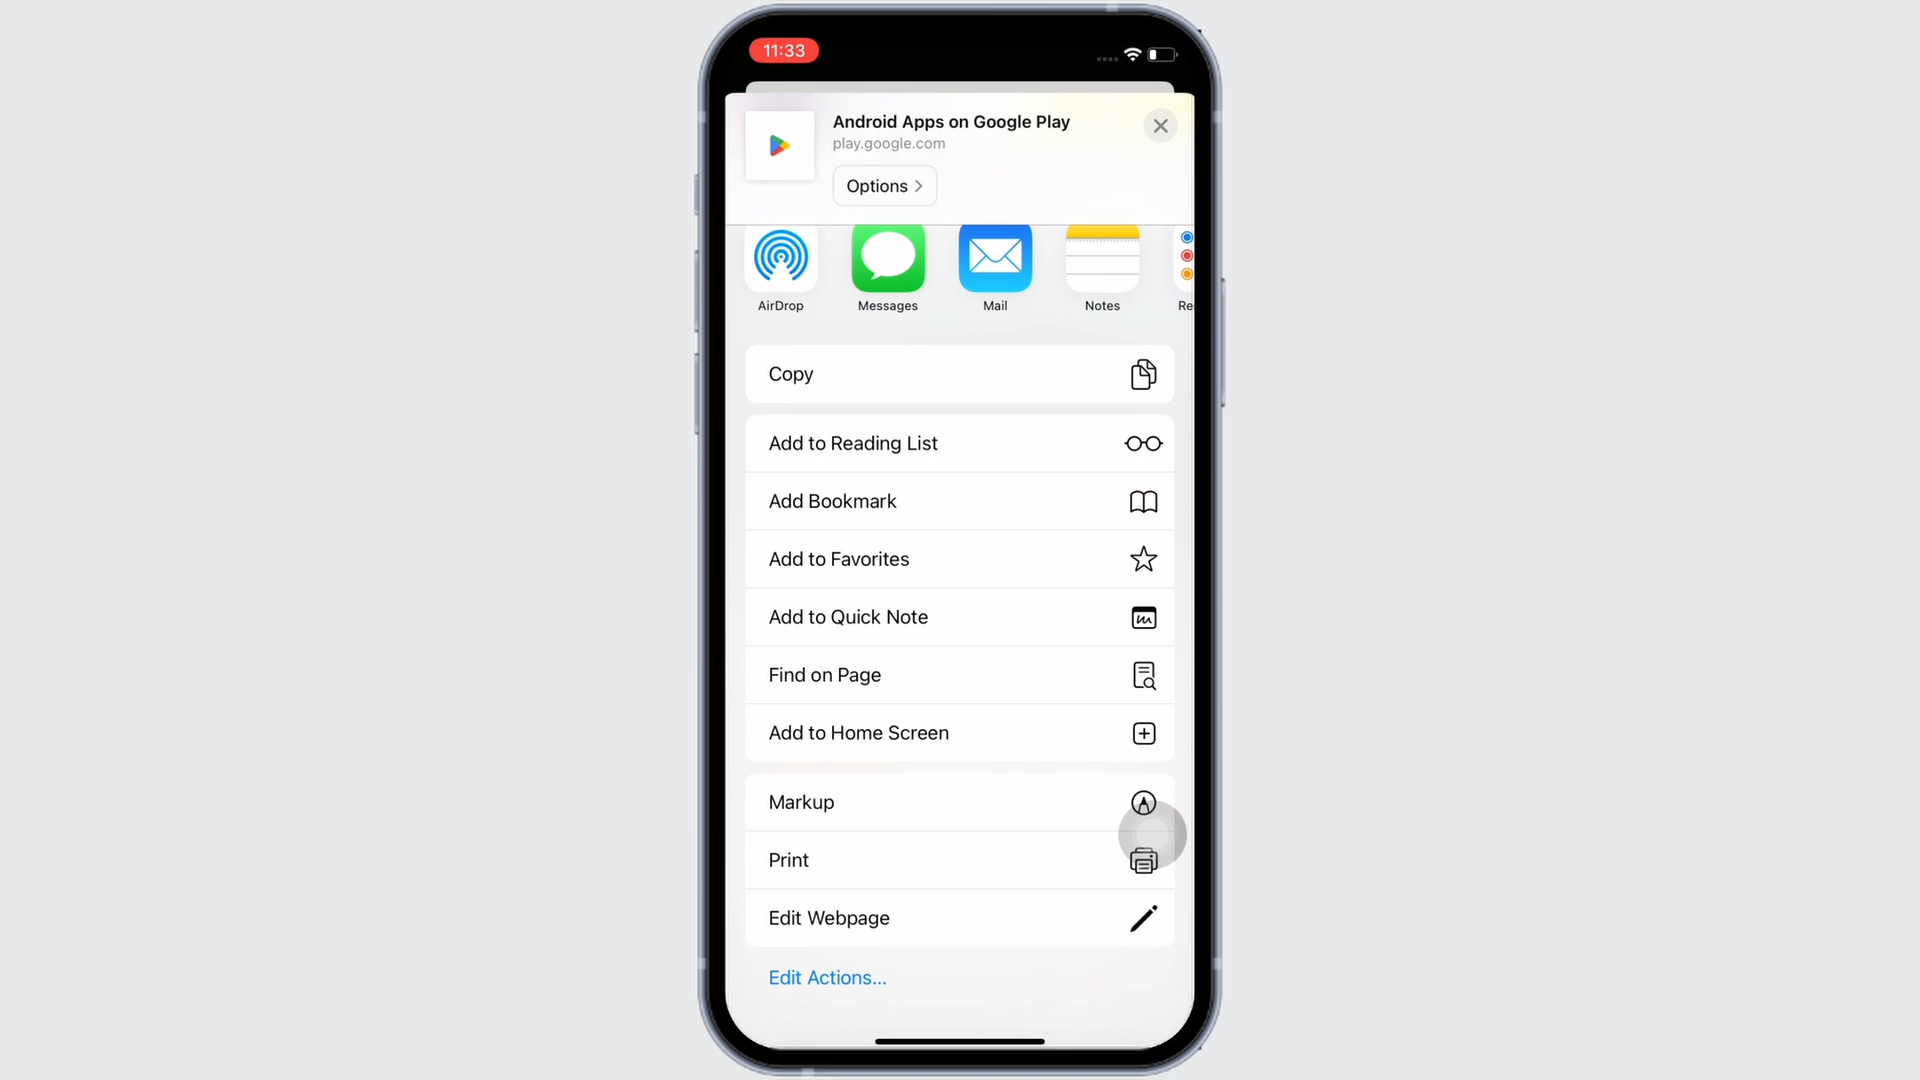 11:33
Android Apps on Google Play
play.google.com
Options
AirDrop
Messages
Mail
Notes
Re
Copy
Add to Reading List
Add Bookmark
Add to Favorites
Add to Quick Note
Find on Page
Add to Home Screen
Markup
Print
Edit Webpage
Edit Actions...